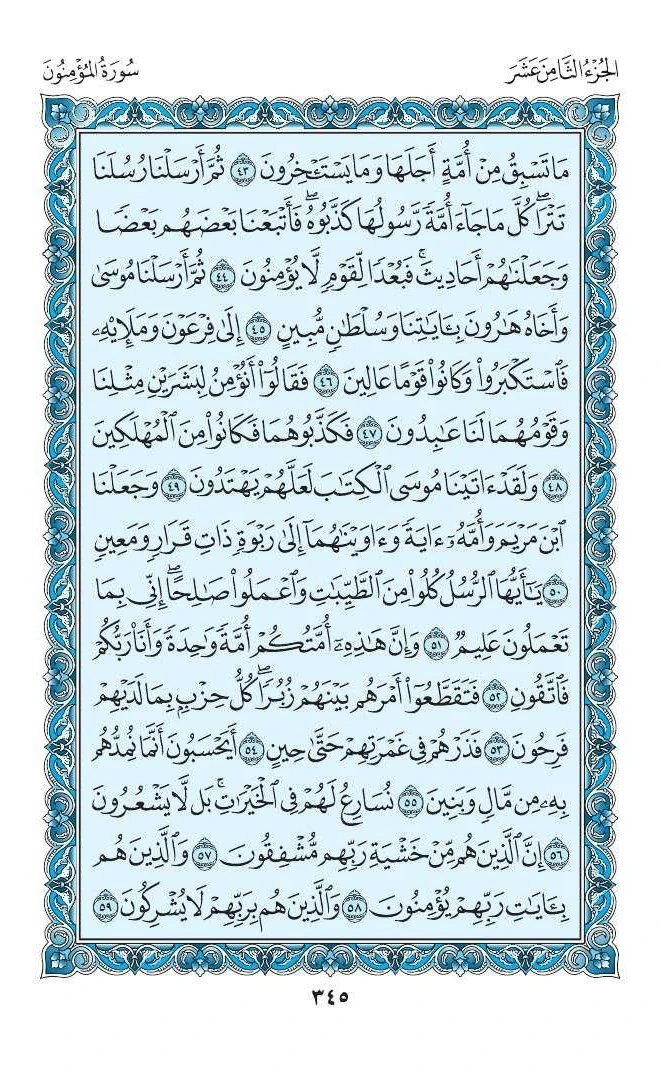 الجُزْءُ الثَّامِنَ عَشَرَ
سُورَةُ المُؤْمِنُونَ
مَا تَسْبِقُ مِنْ أُمَّةٍ أَجَلَهَا وَمَا يَسْتَـْٔخِرُونَ ٤٣ ثُمَّ أَرْسَلْنَا رُسُلَنَا
تَتْرَاۖ كُلَّ مَا جَآءَ أُمَّةٗ رَّسُولُهَا كَذَّبُوهُۖ فَأَتْبَعْنَا بَعْضَهُم بَعْضٗا
وَجَعَلْنَٰهُمْ أَحَادِيثَۚ فَبُعْدٗا لِّقَوْمٖ لَّا يُؤْمِنُونَ ٤٤ ثُمَّ أَرْسَلْنَا مُوسَىٰ
وَأَخَاهُ هَٰرُونَ بِـَٔايَٰتِنَا وَسُلْطَٰنٖ مُّبِينٍ ٤٥ إِلَىٰ فِرْعَوْنَ وَمَلَإِيْهِۦ
فَٱسْتَكْبَرُوا۟ وَكَانُوا۟ قَوْمًا عَالِينَ ٤٦ فَقَالُوٓا۟ أَنُؤْمِنُ لِبَشَرَيْنِ مِثْلِنَا
وَقَوْمُهُمَا لَنَا عَٰبِدُونَ ٤٧ فَكَذَّبُوهُمَا فَكَانُوا۟ مِنَ ٱلْمُهْلَكِينَ
٤٨ وَلَقَدْ ءَاتَيْنَا مُوسَى ٱلْكِتَٰبَ لَعَلَّهُمْ يَهْتَدُونَ ٤٩ وَجَعَلْنَا
ٱبْنَ مَرْيَمَ وَأُمَّهُۥٓ ءَايَةٗ وَءَاوَيْنَٰهُمَآ إِلَىٰ رَبْوَةٖ ذَاتِ قَرَارٖ وَمَعِينٖ
٥٠ يَٰٓأَيُّهَا ٱلرُّسُلُ كُلُوا۟ مِنَ ٱلطَّيِّبَٰتِ وَٱعْمَلُوا۟ صَٰلِحًاۖ إِنِّي بِمَا
تَعْمَلُونَ عَلِيمٞ ٥١ وَإِنَّ هَٰذِهِۦٓ أُمَّتُكُمْ أُمَّةٗ وَٰحِدَةٗ وَأَنَا۠ رَبُّكُمْ
فَٱتَّقُونِ ٥٢ فَتَقَطَّعُوٓا۟ أَمْرَهُم بَيْنَهُمْ زُبُرٗاۖ كُلُّ حِزْبِۭ بِمَا لَدَيْهِمْ
فَرِحُونَ ٥٣ فَذَرْهُمْ فِي غَمْرَتِهِمْ حَتَّىٰ حِينٍ ٥٤ أَيَحْسَبُونَ أَنَّمَا نُمِدُّهُم
بِهِۦ مِن مَّالٖ وَبَنِينَ ٥٥ نُسَارِعُ لَهُمْ فِي ٱلْخَيْرَٰتِۚ بَل لَّا يَشْعُرُونَ
٥٦ إِنَّ ٱلَّذِينَ هُم مِّنْ خَشْيَةِ رَبِّهِم مُّشْفِقُونَ ٥٧ وَٱلَّذِينَ هُم
بِـَٔايَٰتِ رَبِّهِمْ يُؤْمِنُونَ ٥٨ وَٱلَّذِينَ هُم بِرَبِّهِمْ لَا يُشْرِكُونَ ٥٩
٣٤٥